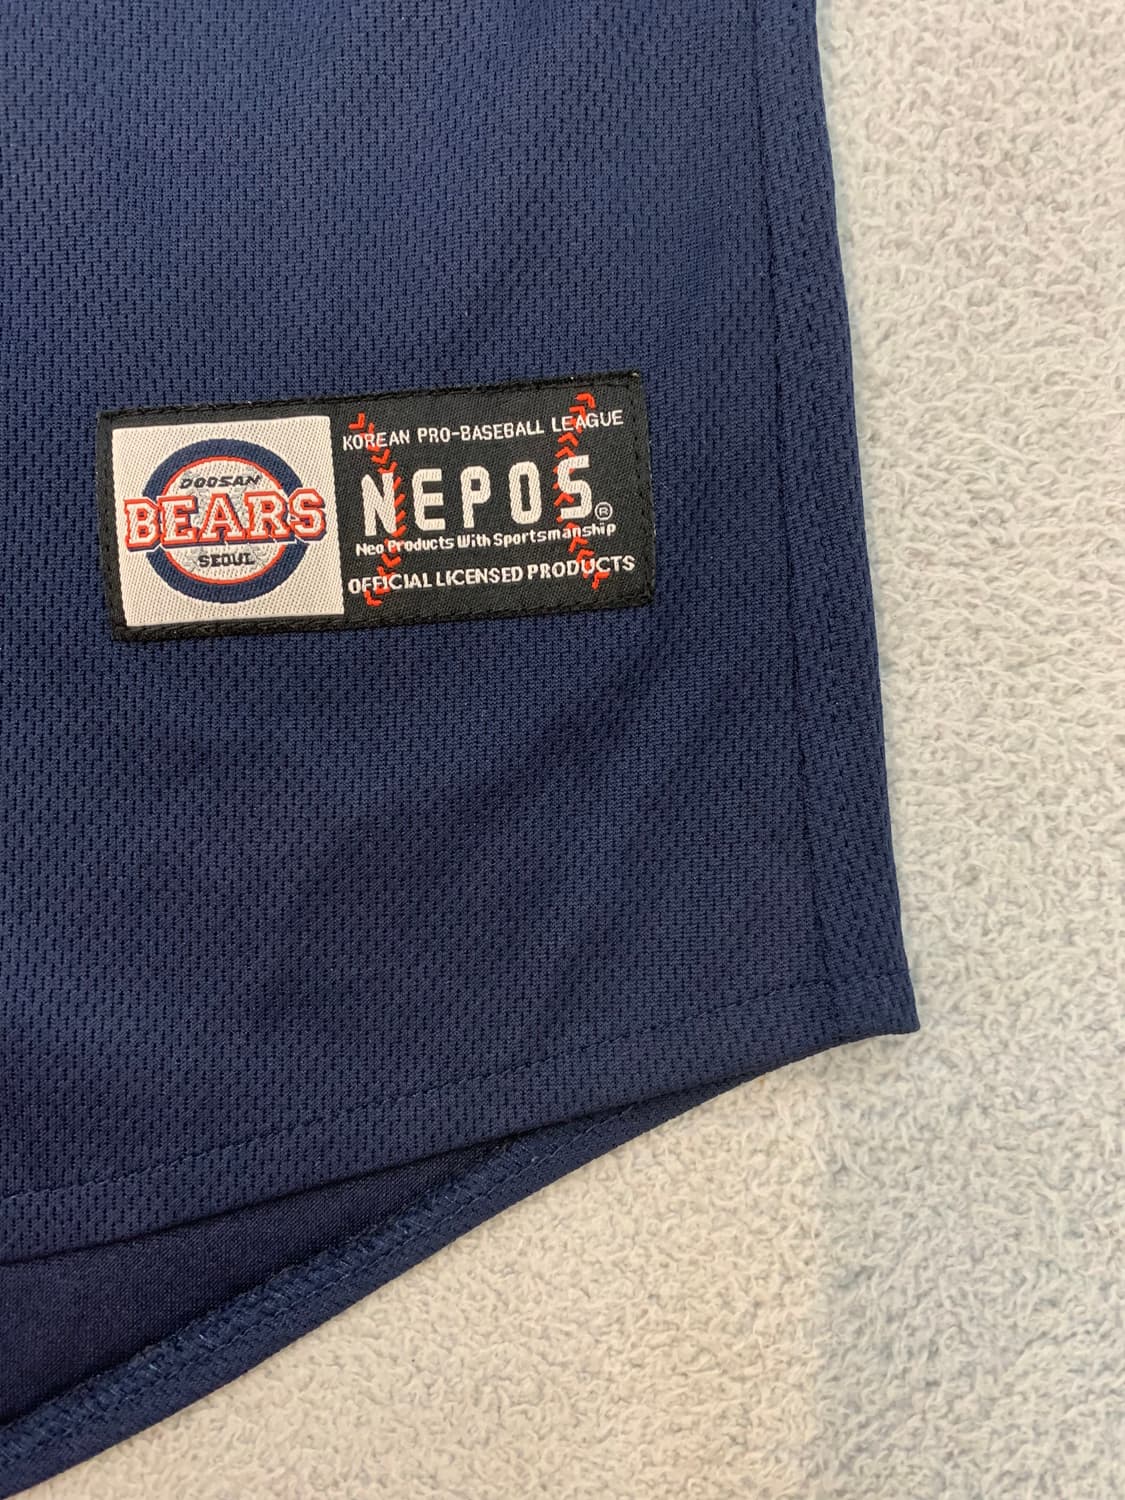 DOOSAN
BEARS
SEOUL
KOREAN PRO-BASEBALL LEAGUE
NEPOS®
Neo Products With Sportsmanship
OFFICIAL LICENSED PRODUCTS